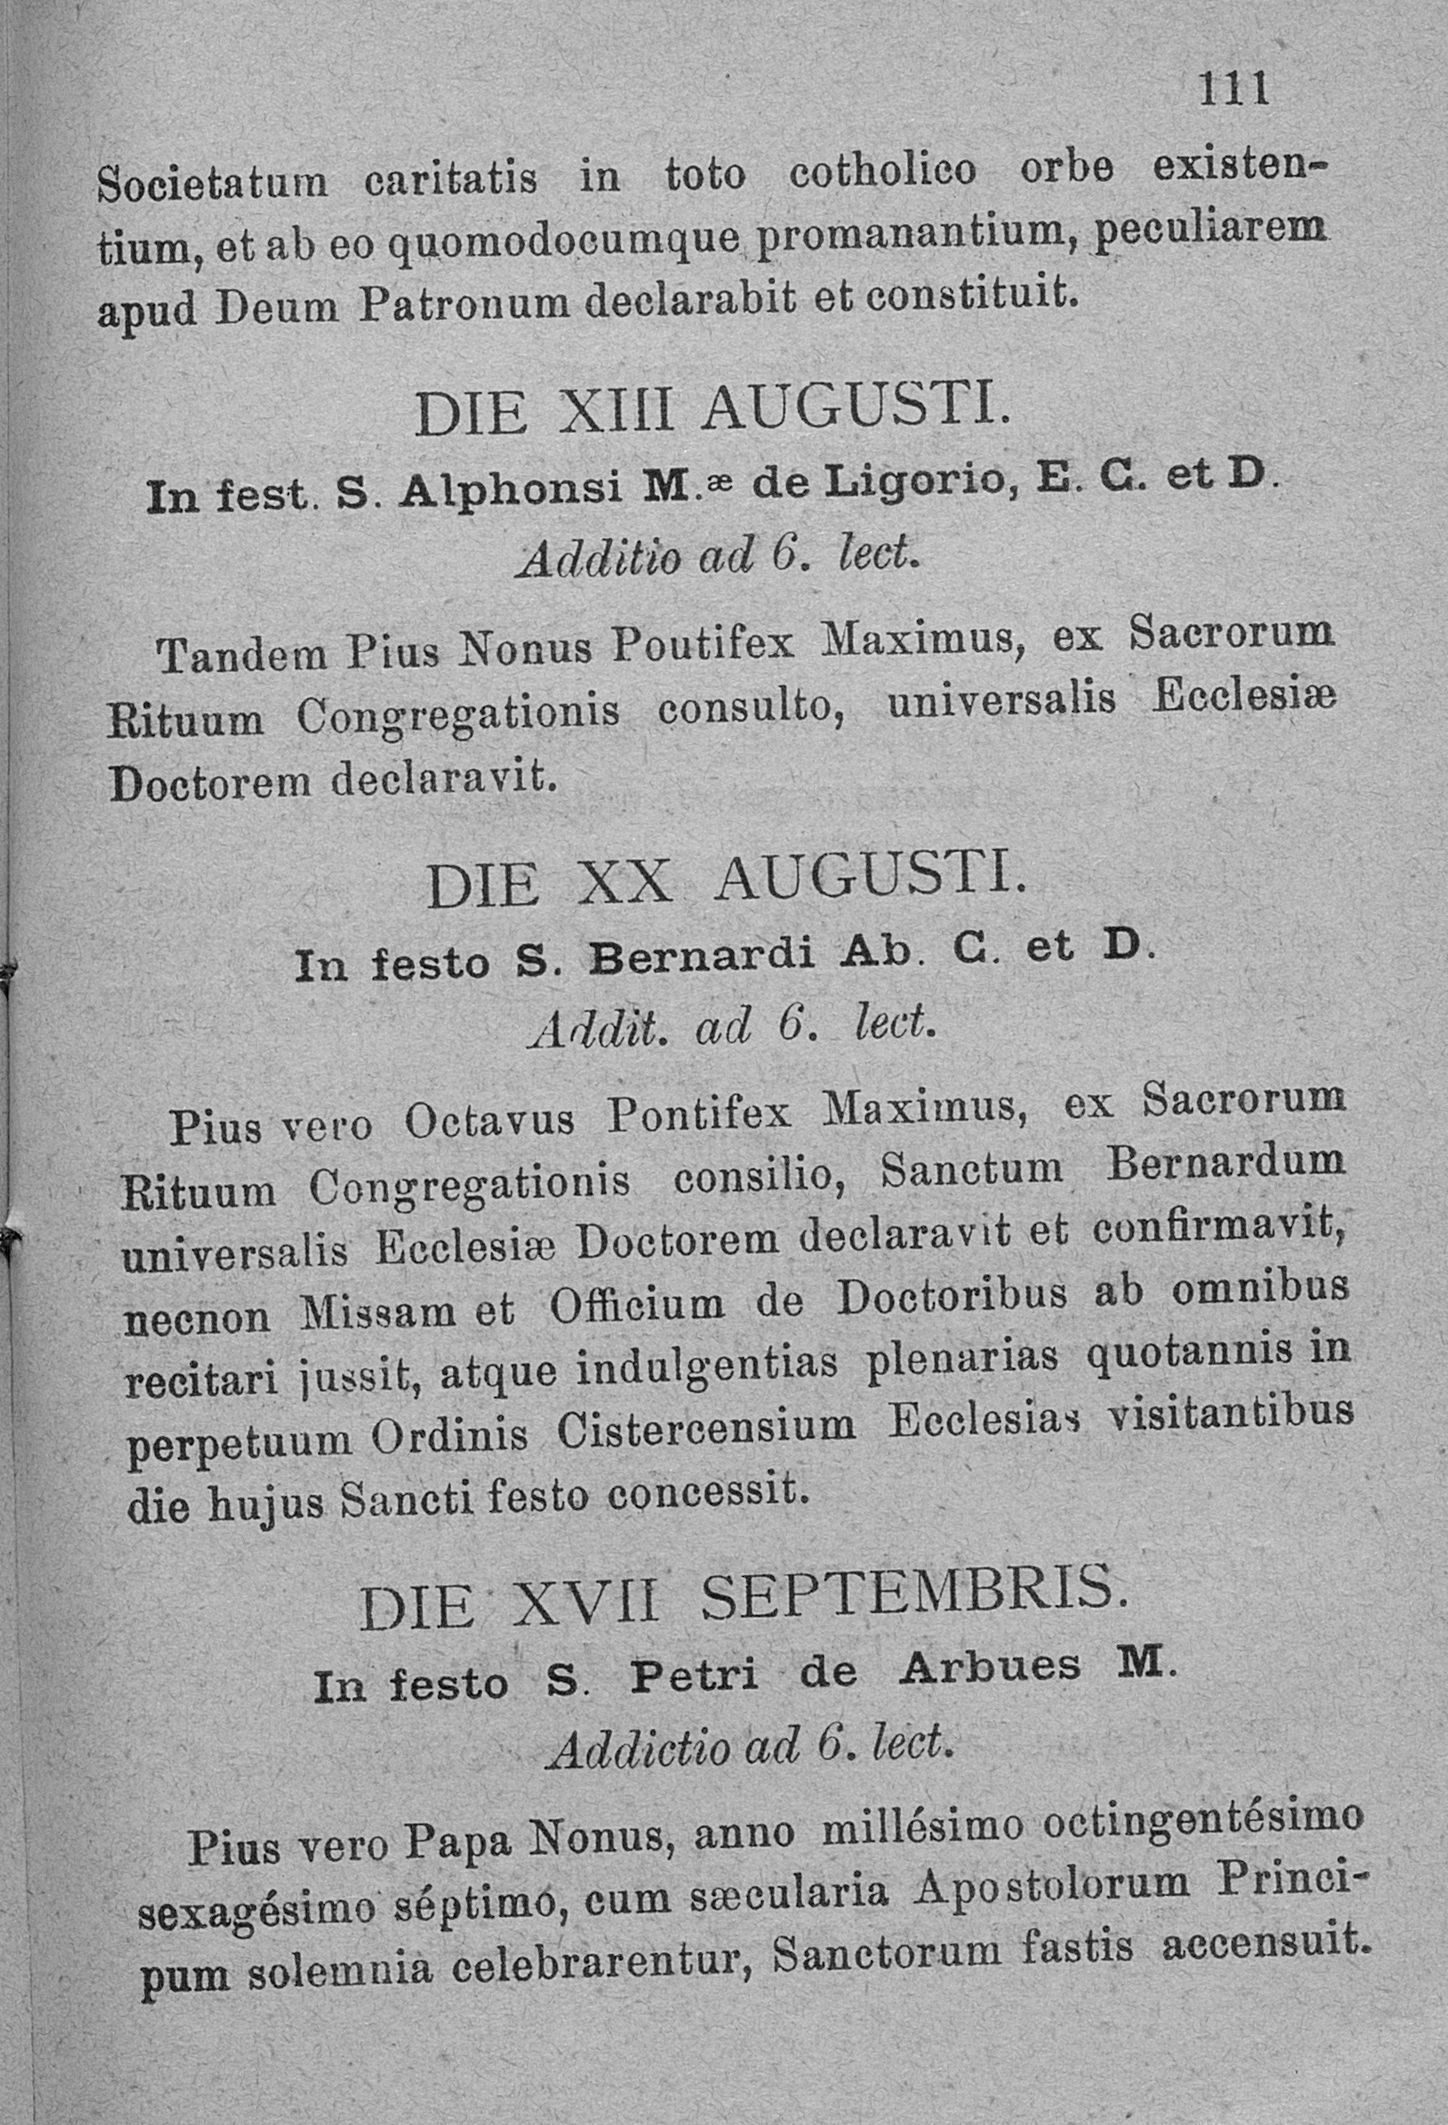 111
Societatum caritatis in toto cotholico orbe existen-
tium, et ab eo quomodocumque promanantium, peculiarem
apud Deum Patronum declarabit et constituit.
DIE XIII AUGUSTI.
In fest. S. Alphonsi M.æ de Ligorio, E. C. et D.
Additio ad 6. lect.
Tandem Pius Nonus Poutifex Maximus, ex Sacrorum
Rituum Congregationis consulto, universalis Ecclesiæ
Doctorem declaravit.
DIE XX AUGUSTI.
In festo S. Bernardi Ab. C. et D.
Addit. ad 6. lect.
Pius vero Octavus Pontifex Maximus, ex Sacrorum
Rituum Congregationis consilio, Sanctum Bernardum
universalis Ecclesiæ Doctorem declaravit et confirmavit,
necnon Missam et Officium de Doctoribus ab omnibus
recitari jussit, atque indulgentias plenarias quotannis in
perpetuum Ordinis Cistercensium Ecclesias visitantibus
die hujus Sancti festo concessit.
DIE XVII SEPTEMBRIS.
In festo S. Petri de Arbues M.
Addictio ad 6. lect.
Pius vero Papa Nonus, anno millésimo octingentésimo
sexagésimo séptimo, cum sæcularia Apostolorum Princi-
pum solemnia celebrarentur, Sanctorum fastis accensuit.